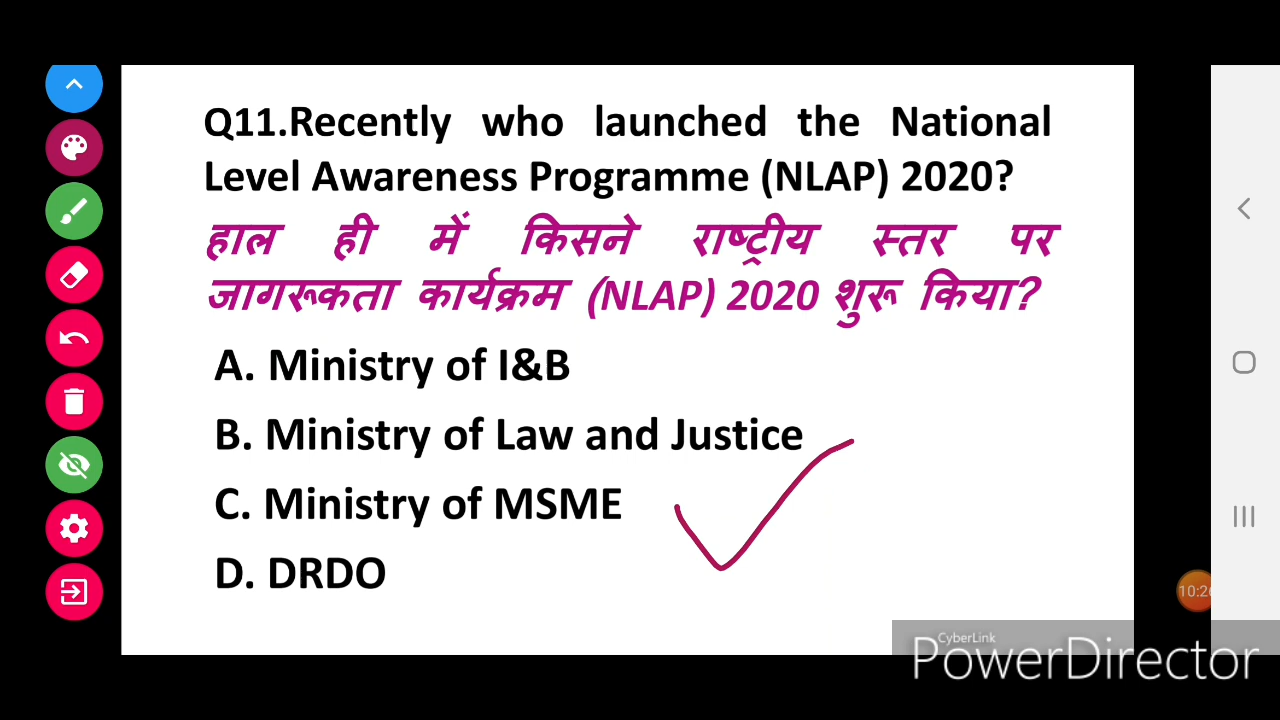 Q11.Recently who launched the National
Level Awareness Programme (NLAP) 2020?
हाल ही में किसने राष्ट्रीय स्तर पर
जागरूकता कार्यक्रम (NLAP) 2020 शुरू किया?
A. Ministry of I&B
B. Ministry of Law and Justice
C. Ministry of MSME
D. DRDO
CyberLink
PowerDirector